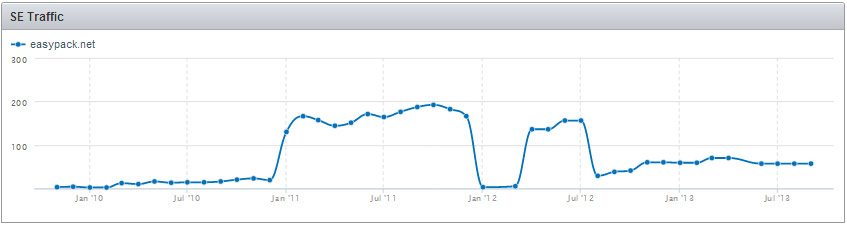 SE Traffic
easypack.net
300
200
100
Jan '10 Jul '10 Jan '11 Jul '11 Jan '12 Jul '12 Jan '13 Jul '13